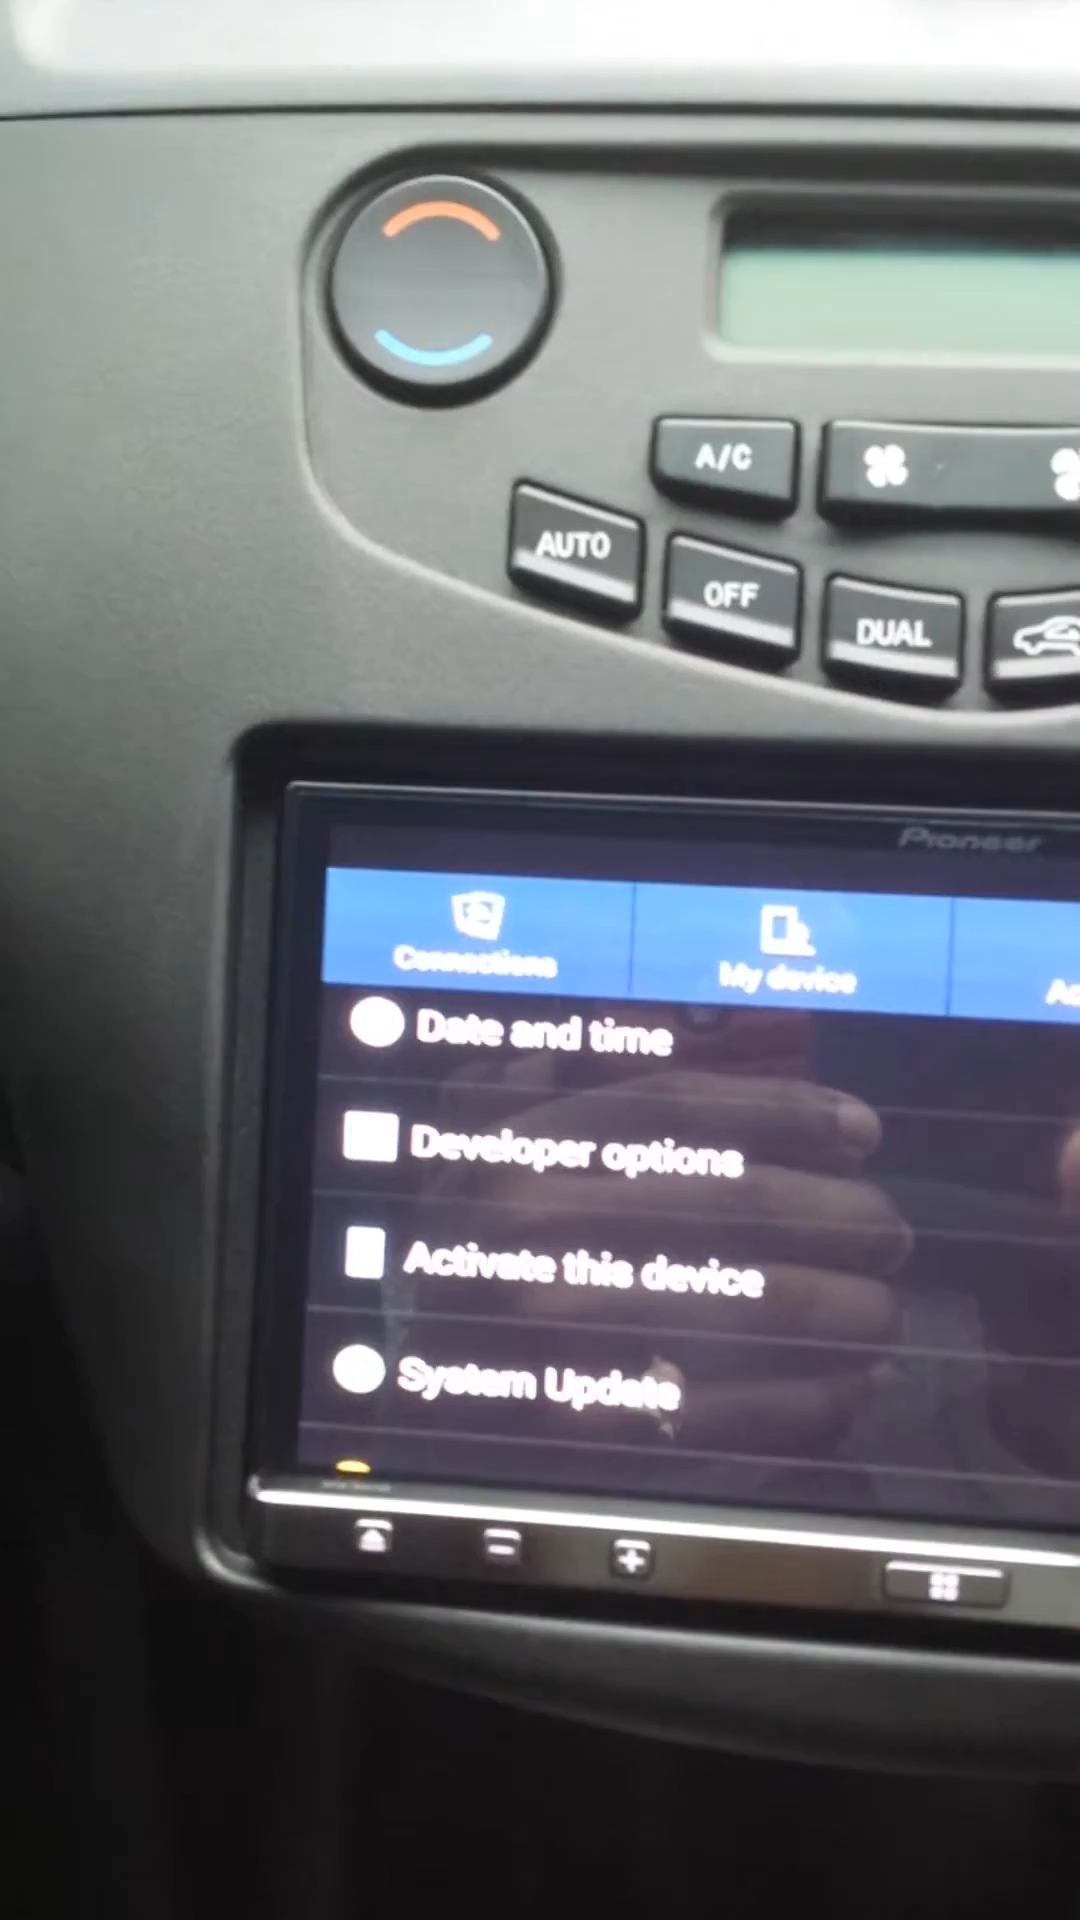 A/C
AUTO
OFF
DUAL
Pioneer
Connections
My device
Date and time
Developer options
Activate this device
System Update